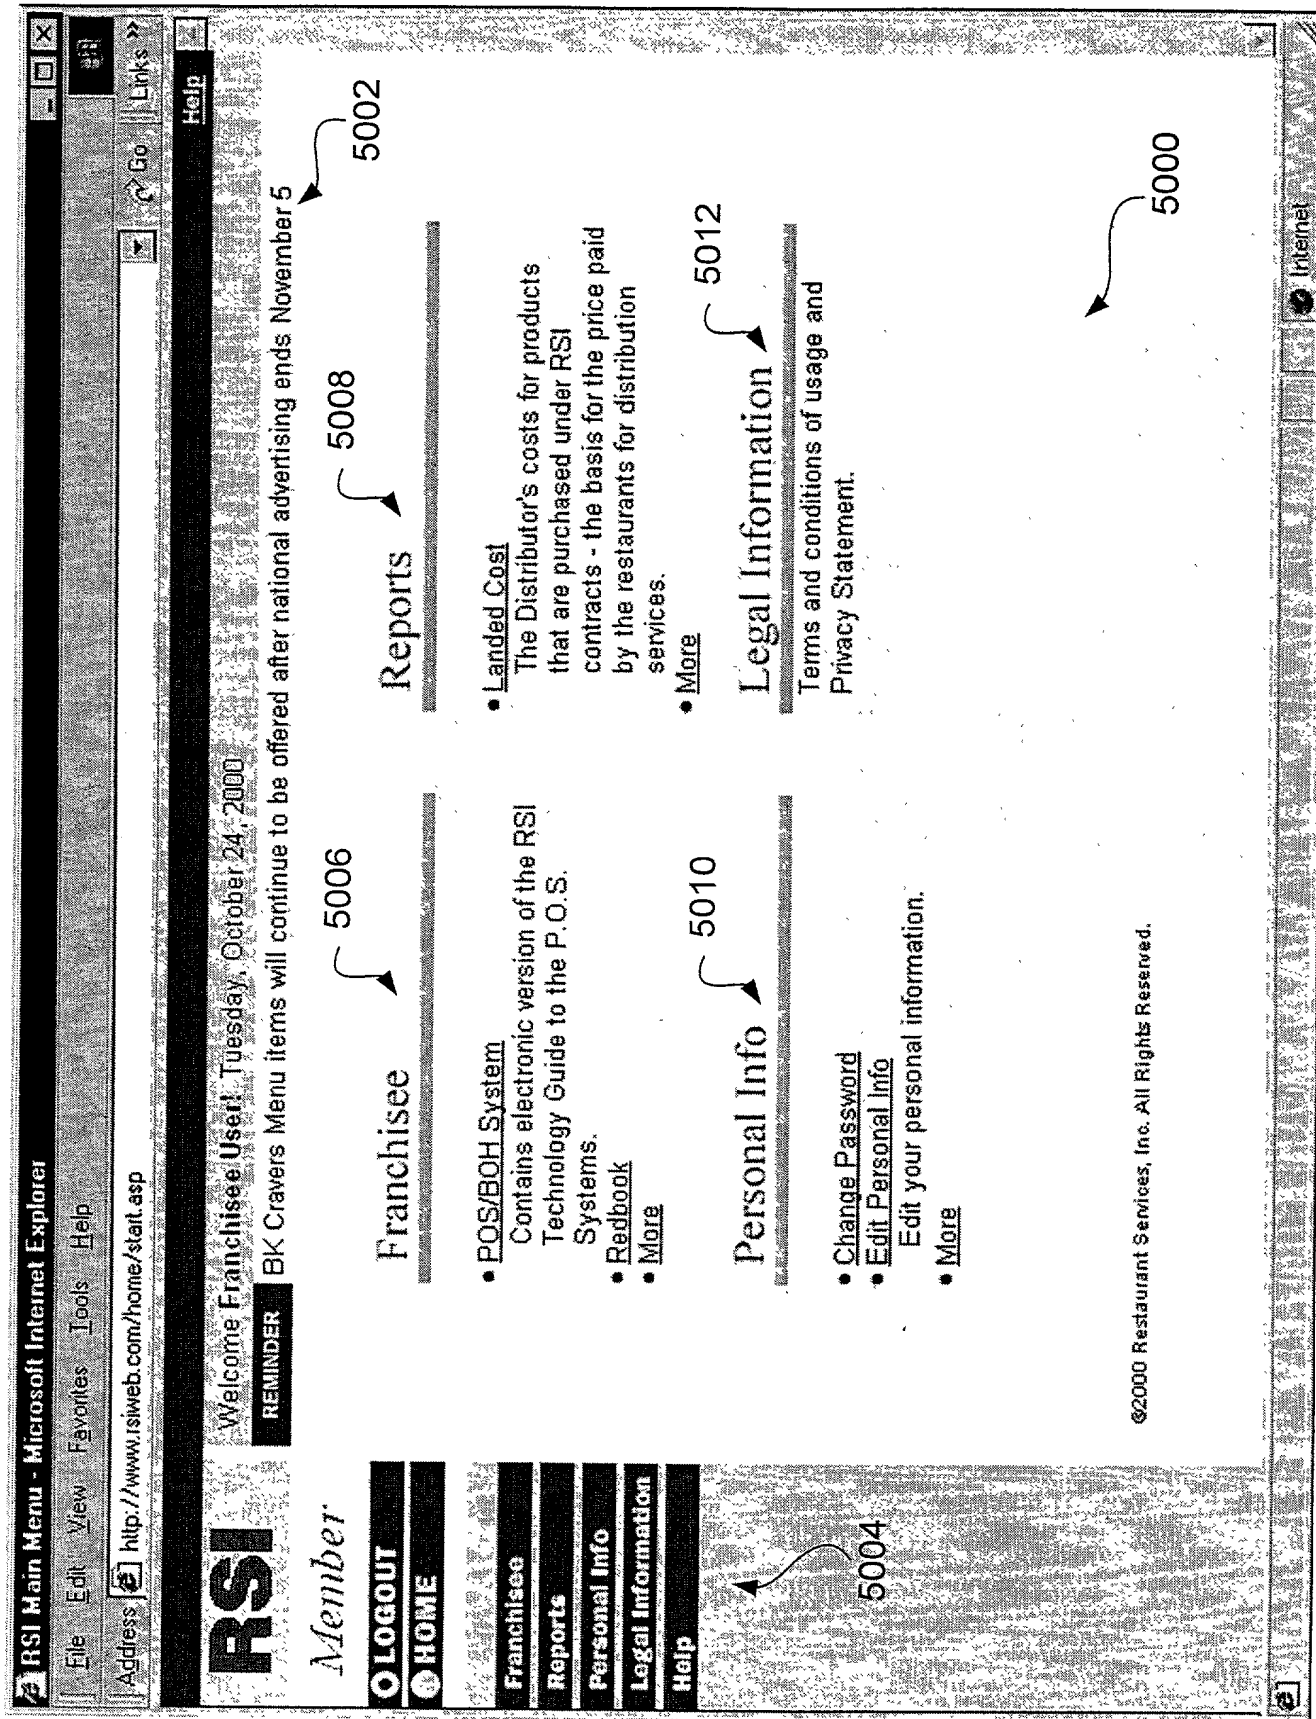 RSI Main Menu - Microsoft Internet Explorer
File Edit View Favorites Tools Help
Address http://www.rsiweb.com/home/start.asp Go Links »
Help
RSI
Welcome Franchisee User! Tuesday, October 24, 2000
REMINDER BK Cravers Menu items will continue to be offered after national advertising ends November 5
5002
Member
LOGOUT
HOME
Franchisee
Reports
Personal Info
Legal Information
Help
5004
Franchisee
5006
• POS/BOH System
Contains electronic version of the RSI
Technology Guide to the P.O.S.
Systems.
• Redbook
• More
Reports
5008
• Landed Cost
The Distributor's costs for products
that are purchased under RSI
contracts - the basis for the price paid
by the restaurants for distribution
services.
• More
Personal Info
5010
• Change Password
• Edit Personal Info
Edit your personal information.
• More
Legal Information
5012
Terms and conditions of usage and
Privacy Statement.
5000
©2000 Restaurant Services, Inc. All Rights Reserved.
Internet